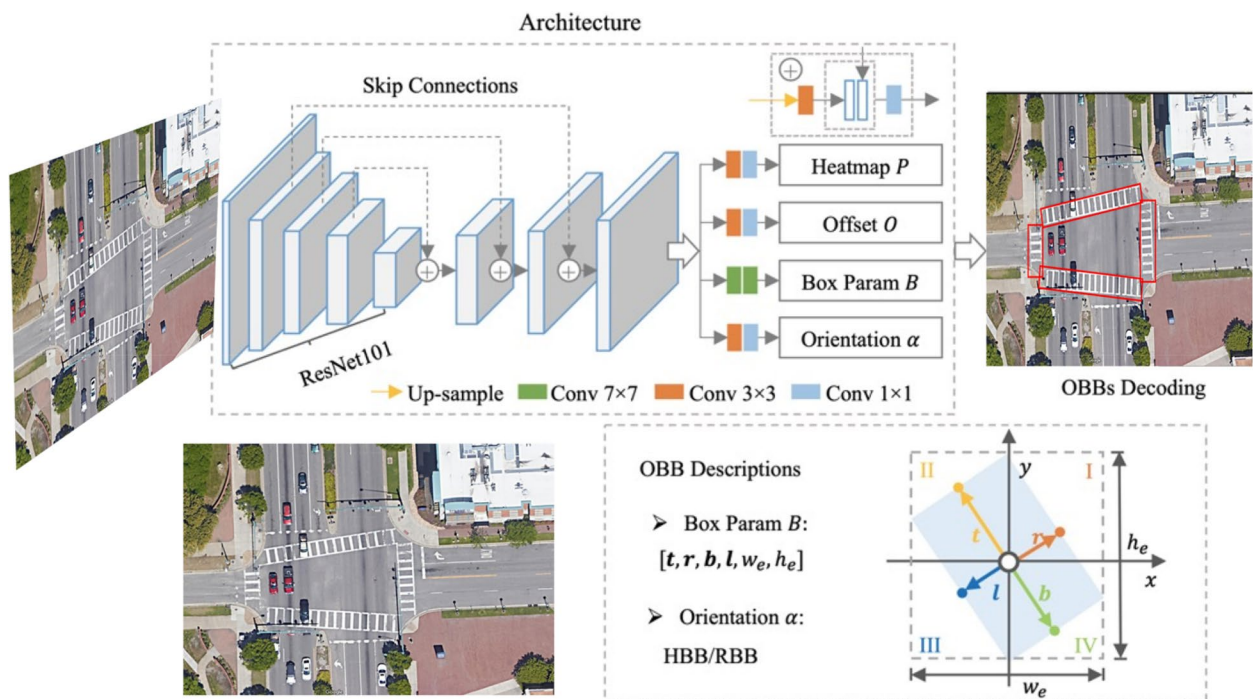 Architecture
Skip Connections
ResNet101
Heatmap P
Offset O
Box Param B
Orientation α
Up-sample
Conv 7×7
Conv 3×3
Conv 1×1
OBBs Decoding
OBB Descriptions
➢ Box Param B:
[t, r, b, l, wₑ, hₑ]
➢ Orientation α:
HBB/RBB
II
y
I
t
r
hₑ
x
l
b
III
IV
wₑ